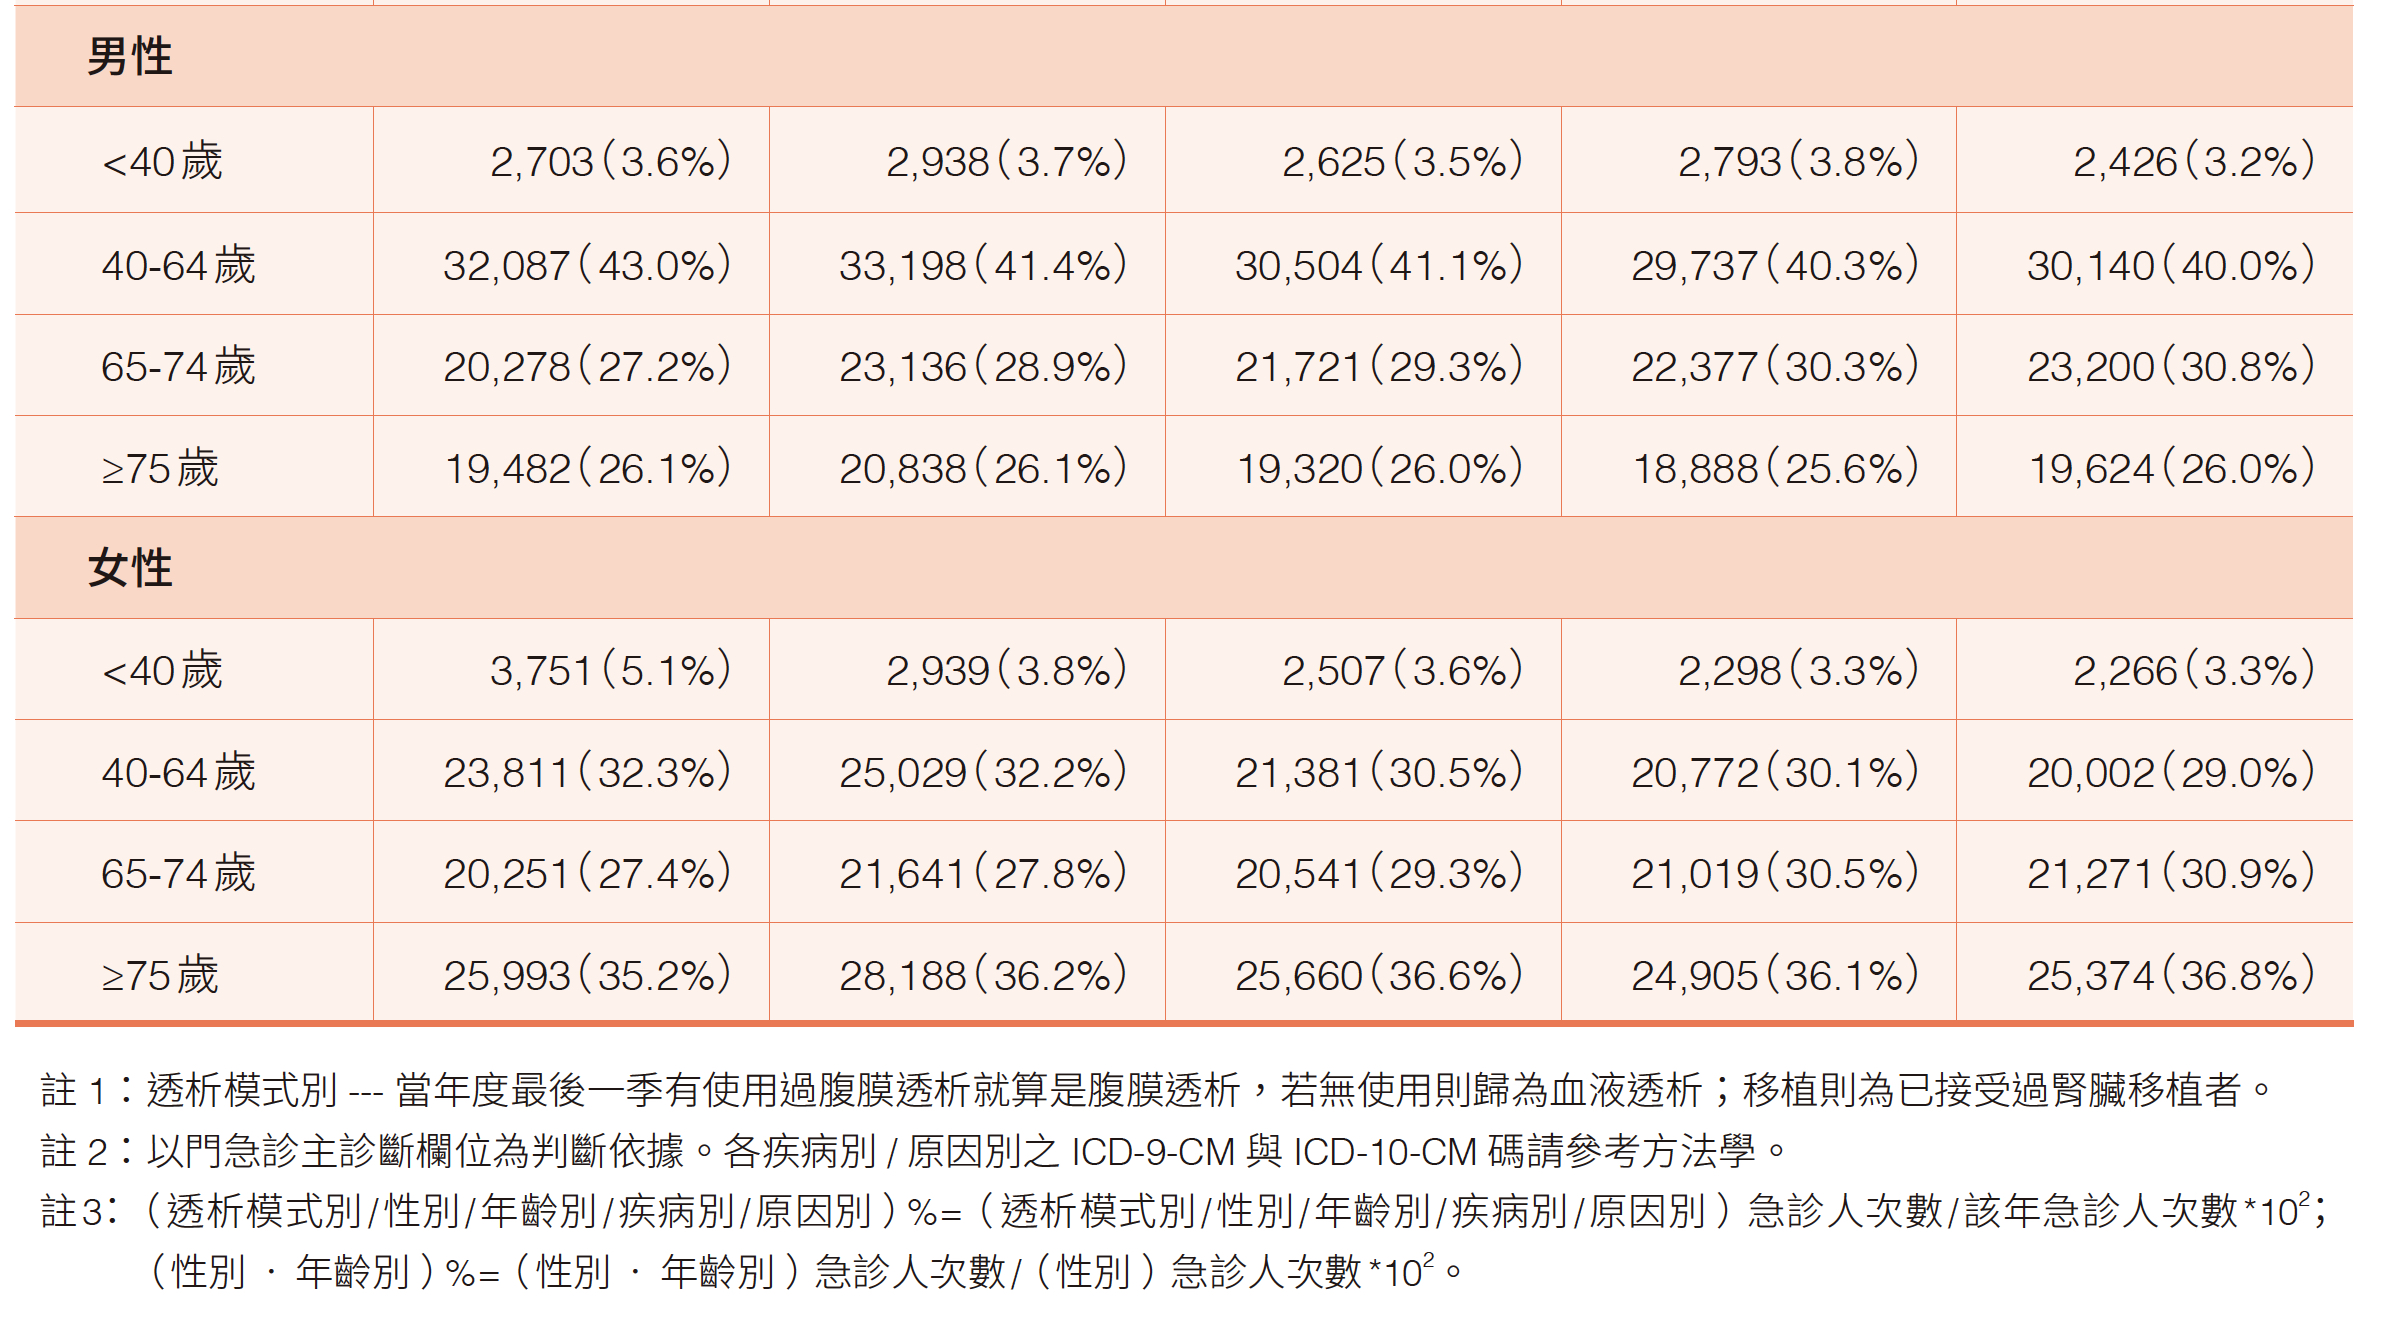 男性
<40歲 2,703(3.6%) 2,938(3.7%) 2,625(3.5%) 2,793(3.8%) 2,426(3.2%)
40-64歲 32,087(43.0%) 33,198(41.4%) 30,504(41.1%) 29,737(40.3%) 30,140(40.0%)
65-74歲 20,278(27.2%) 23,136(28.9%) 21,721(29.3%) 22,377(30.3%) 23,200(30.8%)
≥75歲 19,482(26.1%) 20,838(26.1%) 19,320(26.0%) 18,888(25.6%) 19,624(26.0%)
女性
<40歲 3,751(5.1%) 2,939(3.8%) 2,507(3.6%) 2,298(3.3%) 2,266(3.3%)
40-64歲 23,811(32.3%) 25,029(32.2%) 21,381(30.5%) 20,772(30.1%) 20,002(29.0%)
65-74歲 20,251(27.4%) 21,641(27.8%) 20,541(29.3%) 21,019(30.5%) 21,271(30.9%)
≥75歲 25,993(35.2%) 28,188(36.2%) 25,660(36.6%) 24,905(36.1%) 25,374(36.8%)
註 1：透析模式別 --- 當年度最後一季有使用過腹膜透析就算是腹膜透析，若無使用則歸為血液透析；移植則為已接受過腎臟移植者。
註 2：以門急診主診斷欄位為判斷依據。各疾病別 / 原因別之 ICD-9-CM 與 ICD-10-CM 碼請參考方法學。
註3：（透析模式別/性別/年齡別/疾病別/原因別）%=（透析模式別/性別/年齡別/疾病別/原因別）急診人次數/該年急診人次數*10²；
（性別．年齡別）%=（性別．年齡別）急診人次數/（性別）急診人次數*10²。